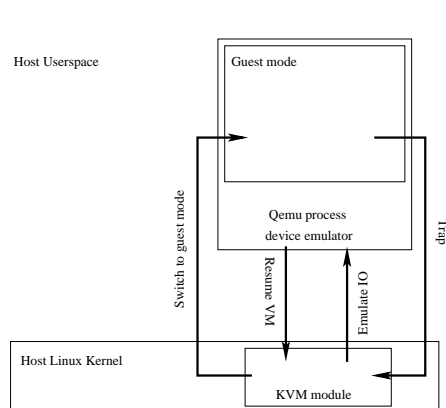 Host Userspace
Guest mode
Qemu process
device emulator
Switch to guest mode
Resume VM
Emulate IO
Trap
Host Linux Kernel
KVM module